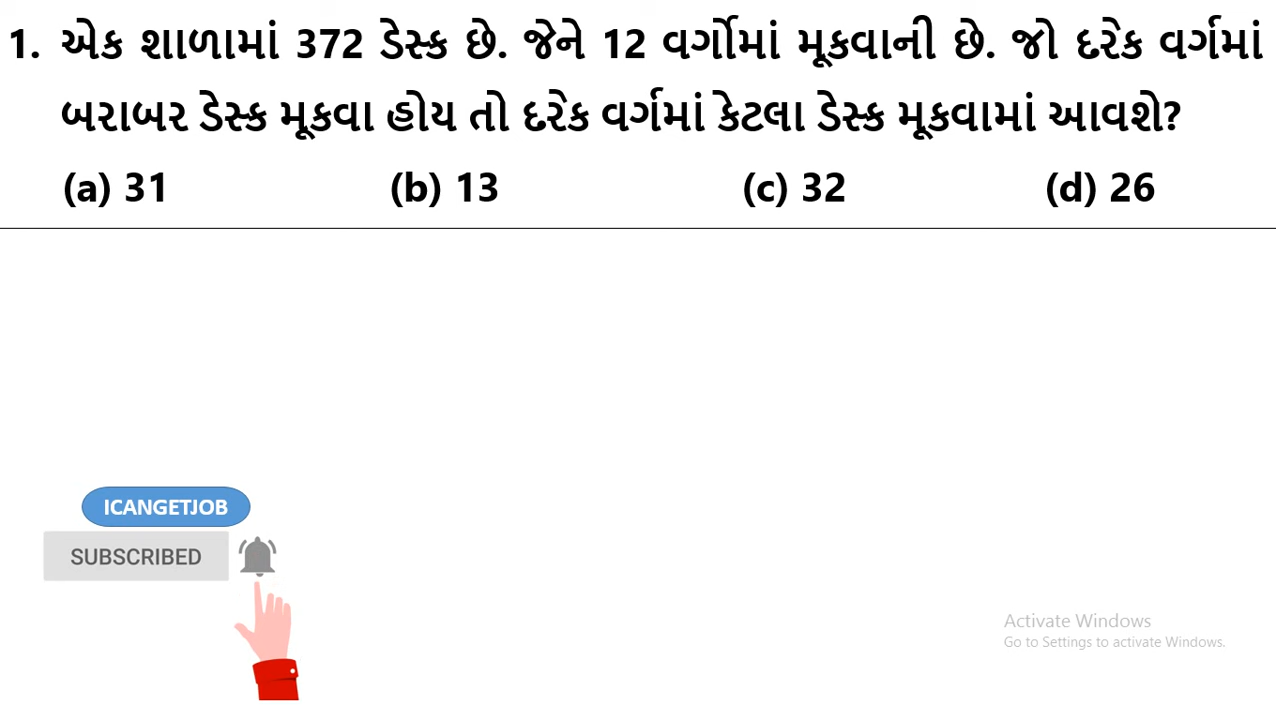 1. એક શાળામાં 372 ડેસ્ક છે. જેને 12 વર્ગોમાં મૂકવાની છે. જો દરેક વર્ગમાં
બરાબર ડેસ્ક મૂકવા હોય તો દરેક વર્ગમાં કેટલા ડેસ્ક મૂકવામાં આવશે?
(a) 31 (b) 13 (c) 32 (d) 26
ICANGETJOB
SUBSCRIBED
Activate Windows
Go to Settings to activate Windows.